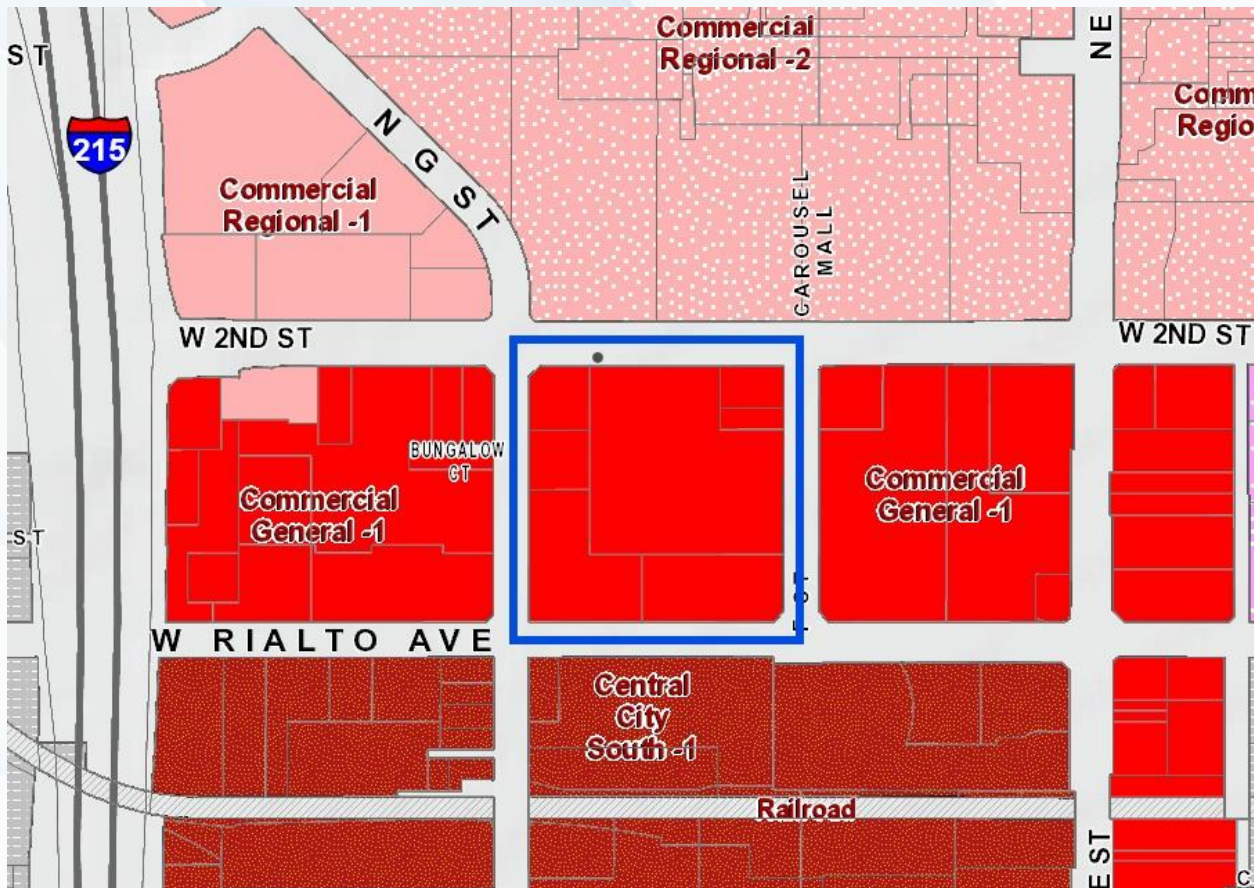 ST
Commercial
Regional -2
NE
Comm
Regio
215
N G ST
Commercial
Regional -1
CAROUSEL
MALL
W 2ND ST
W 2ND ST
BUNGALOW
CT
Commercial
General -1
Commercial
General -1
ST
F ST
W RIALTO AVE
Central
City
South -1
Railroad
E ST
C